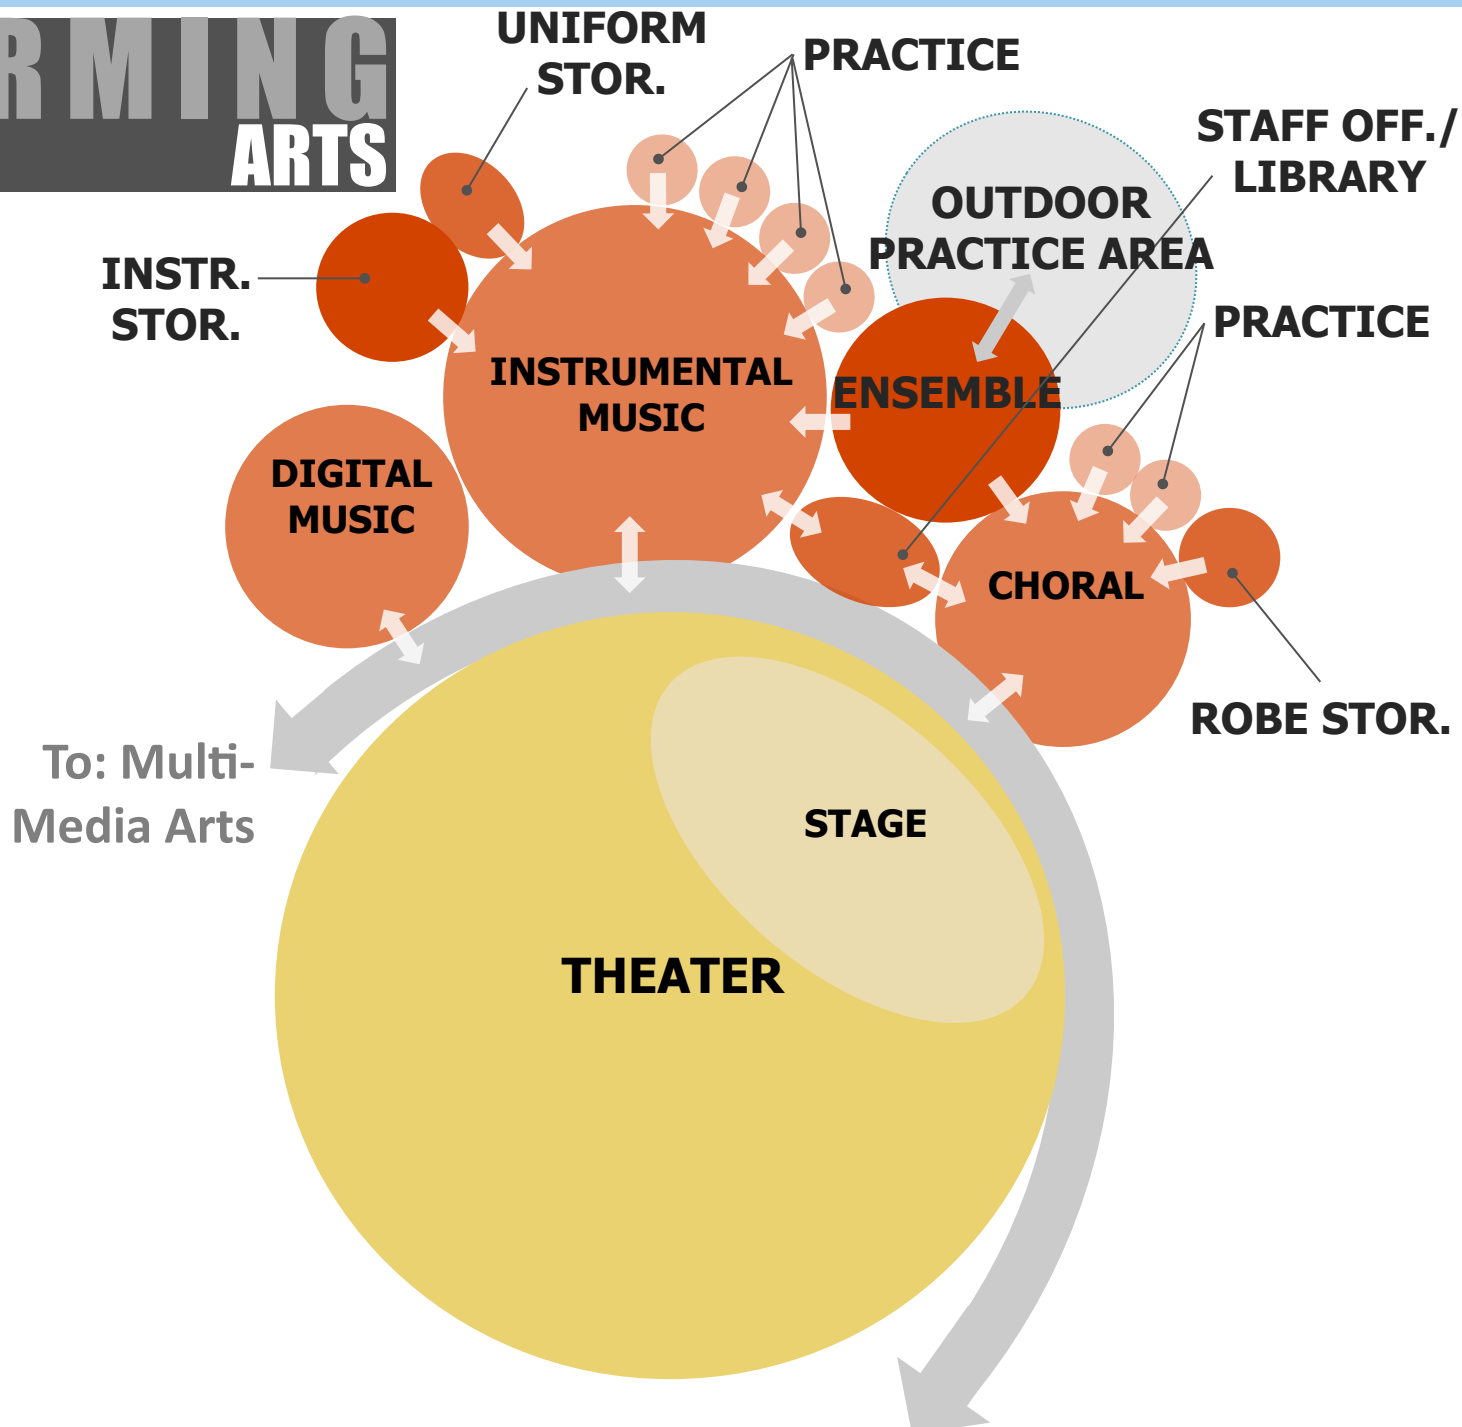 RMING
ARTS
UNIFORM
STOR.
PRACTICE
STAFF OFF./
LIBRARY
OUTDOOR
PRACTICE AREA
INSTR.
STOR.
PRACTICE
INSTRUMENTAL
MUSIC
ENSEMBLE
DIGITAL
MUSIC
CHORAL
ROBE STOR.
To: Multi-
Media Arts
STAGE
THEATER